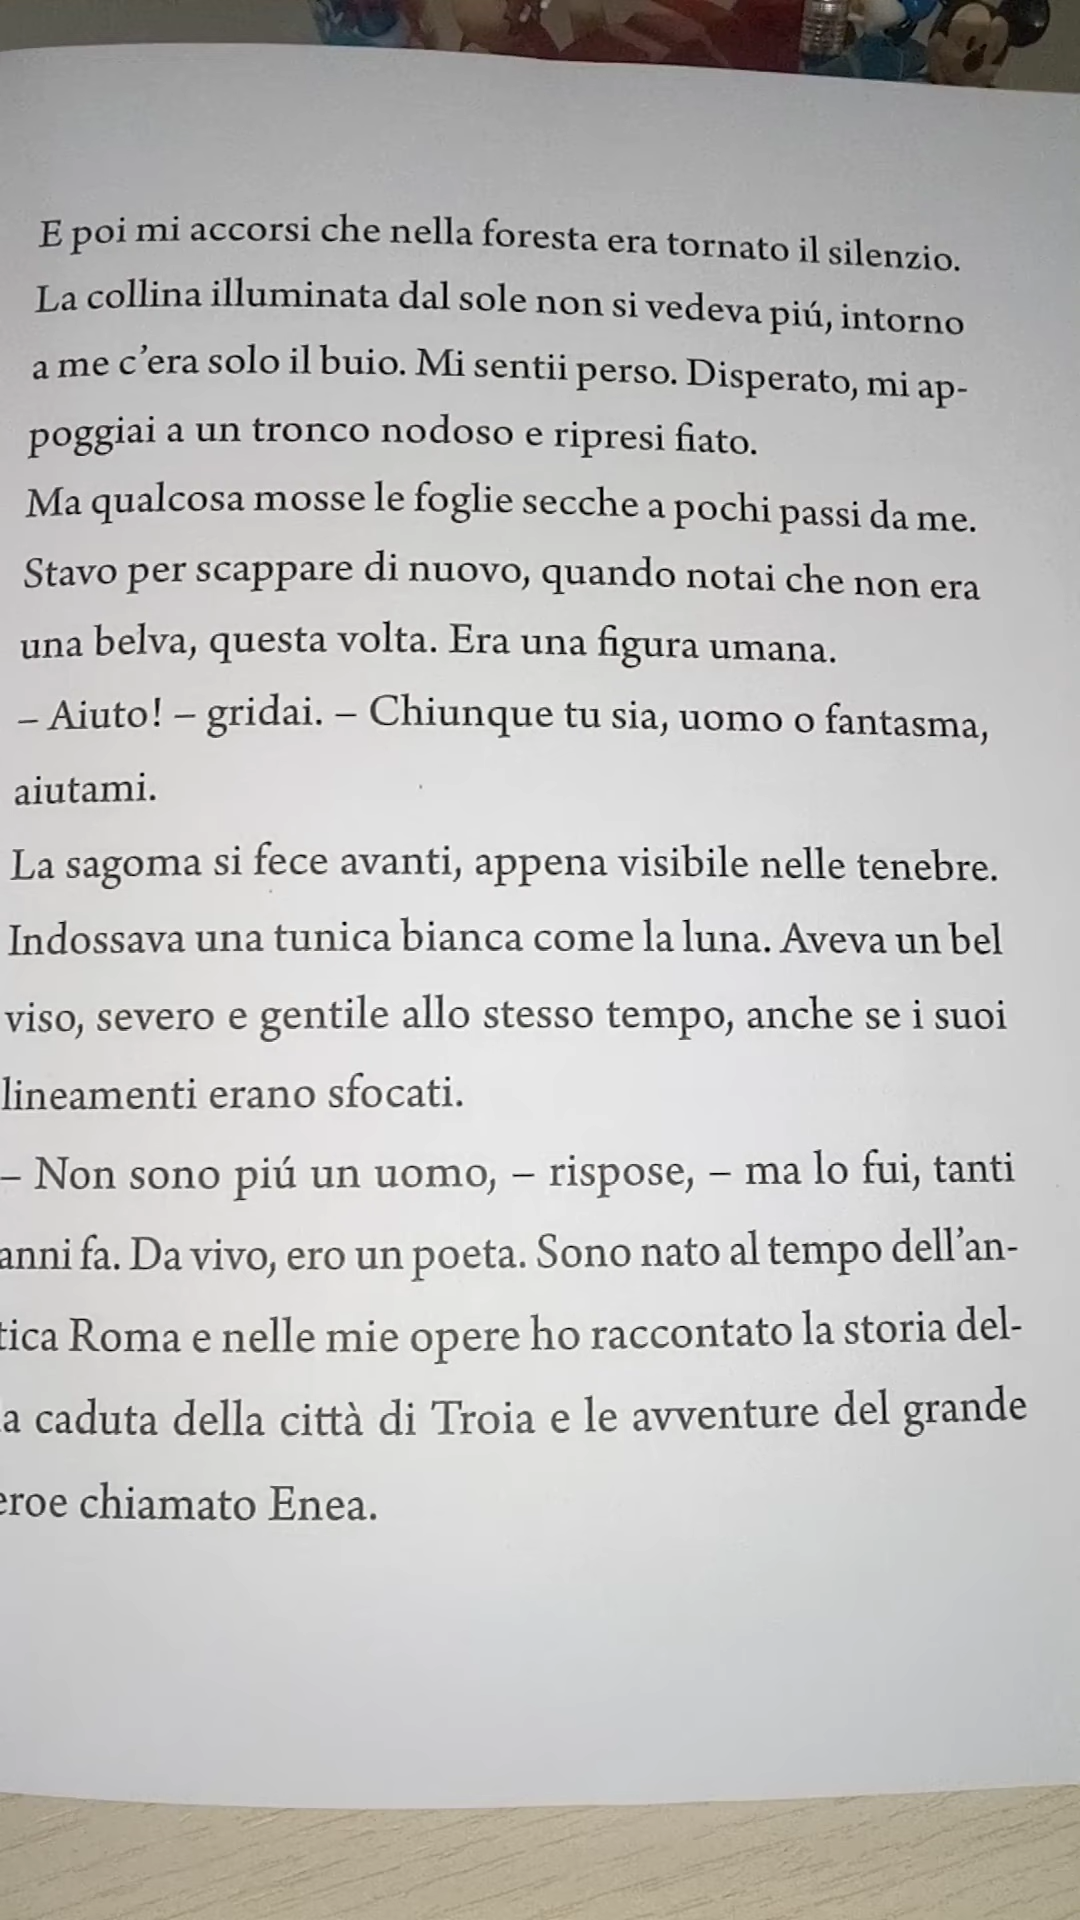 E poi mi accorsi che nella foresta era tornato il silenzio.
La collina illuminata dal sole non si vedeva piú, intorno
a me c’era solo il buio. Mi sentii perso. Disperato, mi ap-
poggiai a un tronco nodoso e ripresi fiato.
Ma qualcosa mosse le foglie secche a pochi passi da me.
Stavo per scappare di nuovo, quando notai che non era
una belva, questa volta. Era una figura umana.
– Aiuto! – gridai. – Chiunque tu sia, uomo o fantasma,
aiutami.
La sagoma si fece avanti, appena visibile nelle tenebre.
Indossava una tunica bianca come la luna. Aveva un bel
viso, severo e gentile allo stesso tempo, anche se i suoi
lineamenti erano sfocati.
– Non sono piú un uomo, – rispose, – ma lo fui, tanti
anni fa. Da vivo, ero un poeta. Sono nato al tempo dell’an-
tica Roma e nelle mie opere ho raccontato la storia del-
la caduta della città di Troia e le avventure del grande
eroe chiamato Enea.